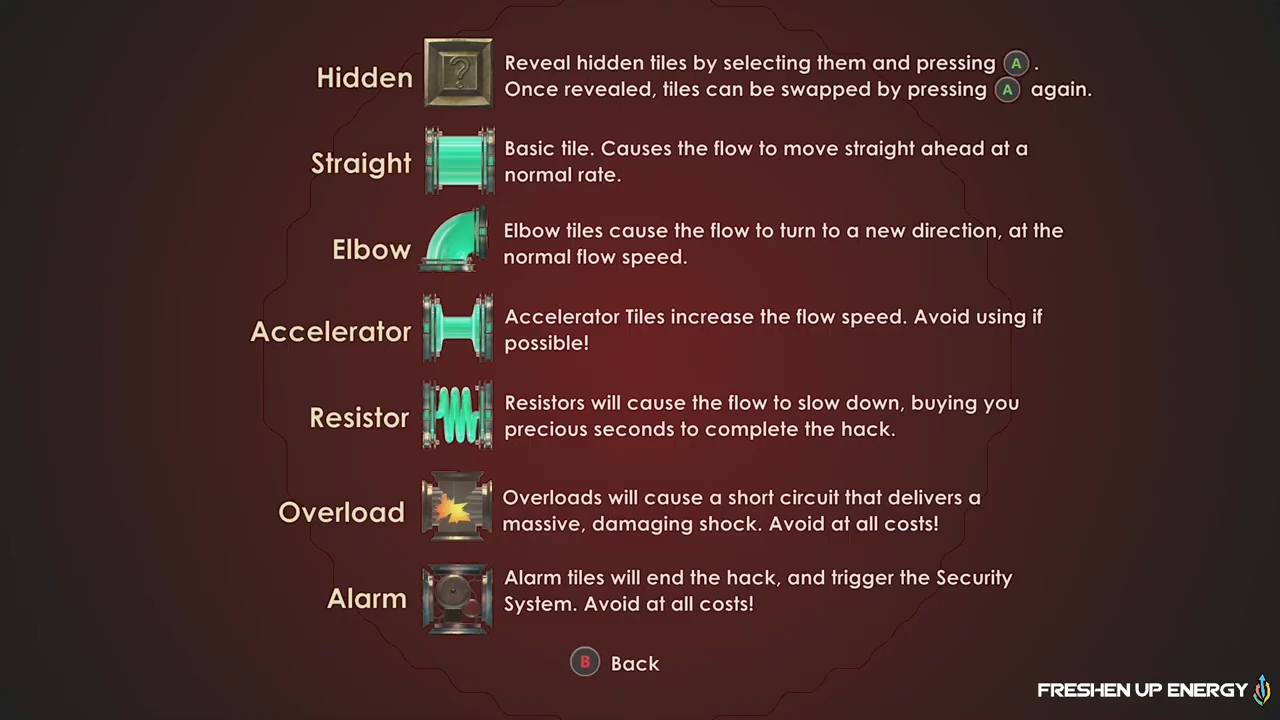 Hidden
?
Reveal hidden tiles by selecting them and pressing A .
Once revealed, tiles can be swapped by pressing A again.
Straight
Basic tile. Causes the flow to move straight ahead at a
normal rate.
Elbow
Elbow tiles cause the flow to turn to a new direction, at the
normal flow speed.
Accelerator
Accelerator Tiles increase the flow speed. Avoid using if
possible!
Resistor
Resistors will cause the flow to slow down, buying you
precious seconds to complete the hack.
Overload
Overloads will cause a short circuit that delivers a
massive, damaging shock. Avoid at all costs!
Alarm
Alarm tiles will end the hack, and trigger the Security
System. Avoid at all costs!
B Back
FRESHEN UP ENERGY